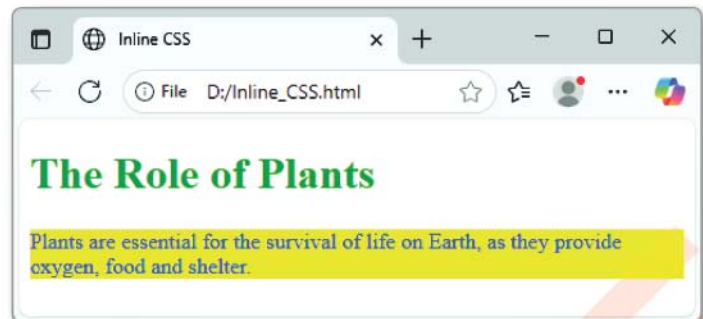 Inline CSS
File D:/Inline_CSS.html
The Role of Plants
Plants are essential for the survival of life on Earth, as they provide
oxygen, food and shelter.